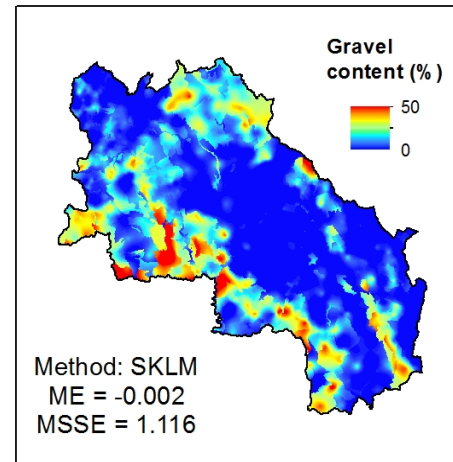 Gravel
content (%)
50
0
Method: SKLM
ME = -0.002
MSSE = 1.116